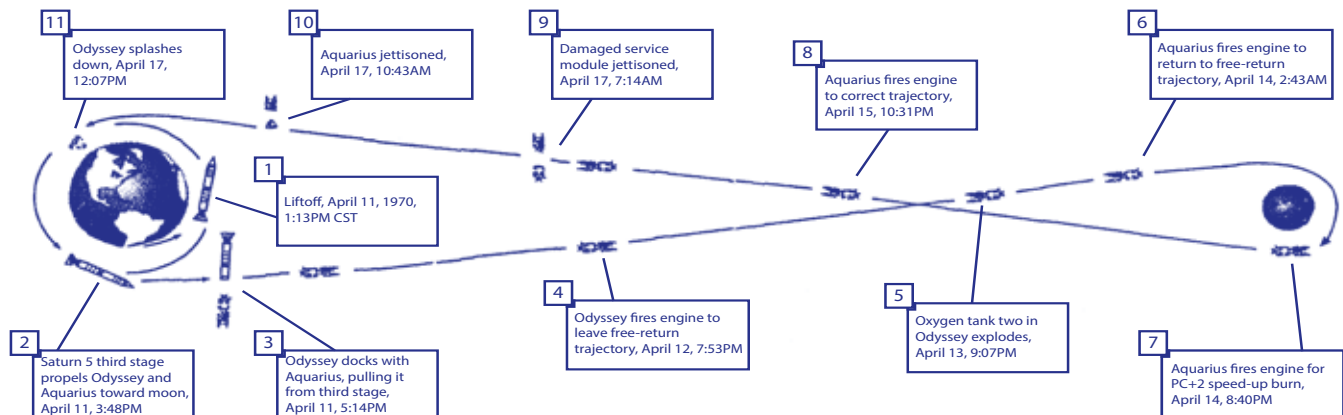 11
Odyssey splashes
down, April 17,
12:07PM
10
Aquarius jettisoned,
April 17, 10:43AM
9
Damaged service
module jettisoned,
April 17, 7:14AM
8
Aquarius fires engine
to correct trajectory,
April 15, 10:31PM
6
Aquarius fires engine to
return to free-return
trajectory, April 14, 2:43AM
1
Liftoff, April 11, 1970,
1:13PM CST
2
Saturn 5 third stage
propels Odyssey and
Aquarius toward moon,
April 11, 3:48PM
3
Odyssey docks with
Aquarius, pulling it
from third stage,
April 11, 5:14PM
4
Odyssey fires engine to
leave free-return
trajectory, April 12, 7:53PM
5
Oxygen tank two in
Odyssey explodes,
April 13, 9:07PM
7
Aquarius fires engine for
PC+2 speed-up burn,
April 14, 8:40PM